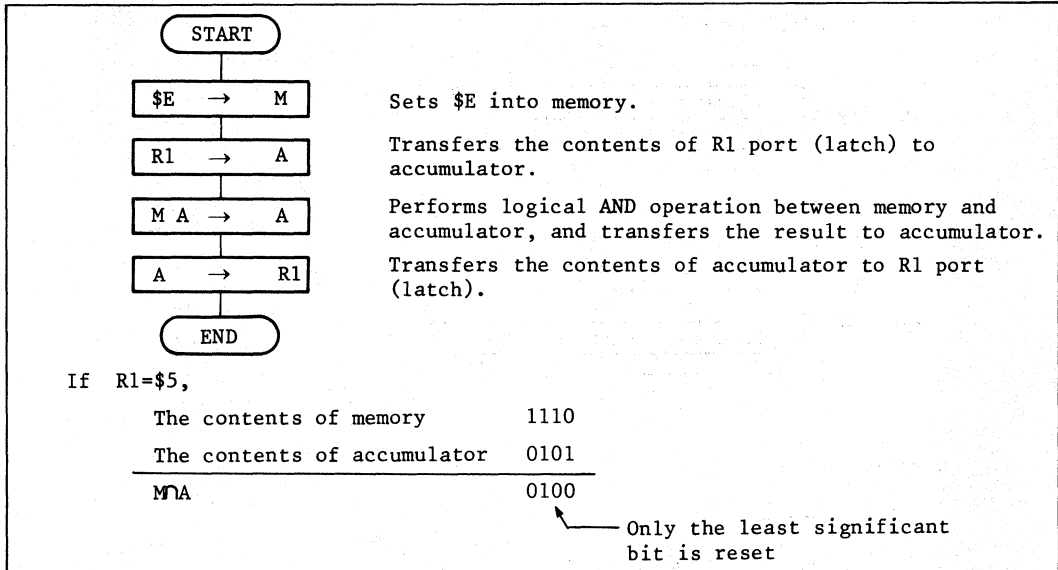 START
$E → M
Sets $E into memory.
R1 → A
Transfers the contents of R1 port (latch) to
accumulator.
M A → A
Performs logical AND operation between memory and
accumulator, and transfers the result to accumulator.
A → R1
Transfers the contents of accumulator to R1 port
(latch).
END
If R1=$5,
The contents of memory 1110
The contents of accumulator 0101
M∩A 0100
Only the least significant
bit is reset